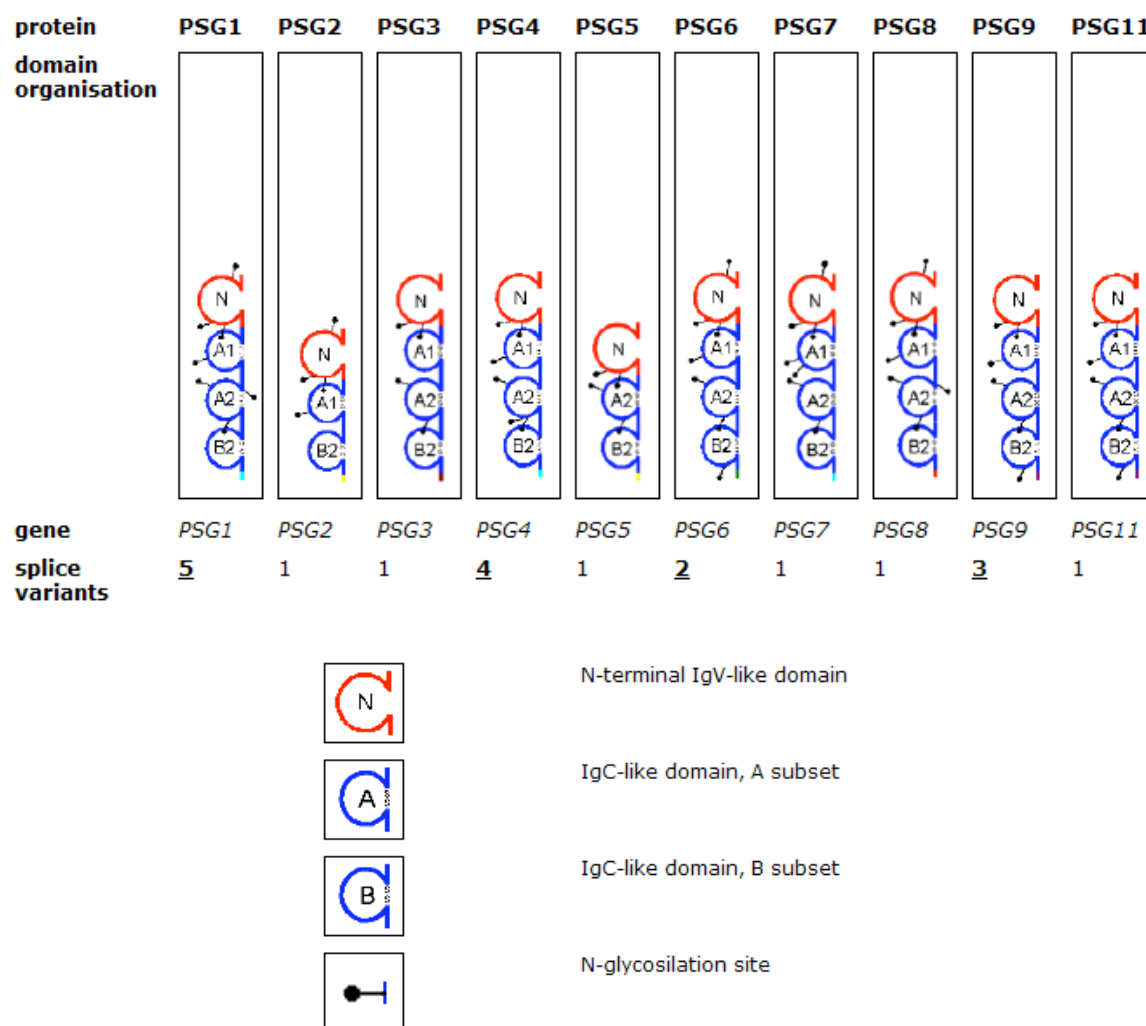 protein PSG1 PSG2 PSG3 PSG4 PSG5 PSG6 PSG7 PSG8 PSG9 PSG11
domain
organisation
N N N N N N N N N N
A1 A1 A1 A1 A1 A1 A1 A1 A1
A2 A2 A2 A2 A2 A2 A2 A2 A2
B2 B2 B2 B2 B2 B2 B2 B2 B2 B2
gene PSG1 PSG2 PSG3 PSG4 PSG5 PSG6 PSG7 PSG8 PSG9 PSG11
splice
variants
5 1 1 4 1 2 1 1 3 1
N N-terminal IgV-like domain
A IgC-like domain, A subset
B IgC-like domain, B subset
N-glycosilation site